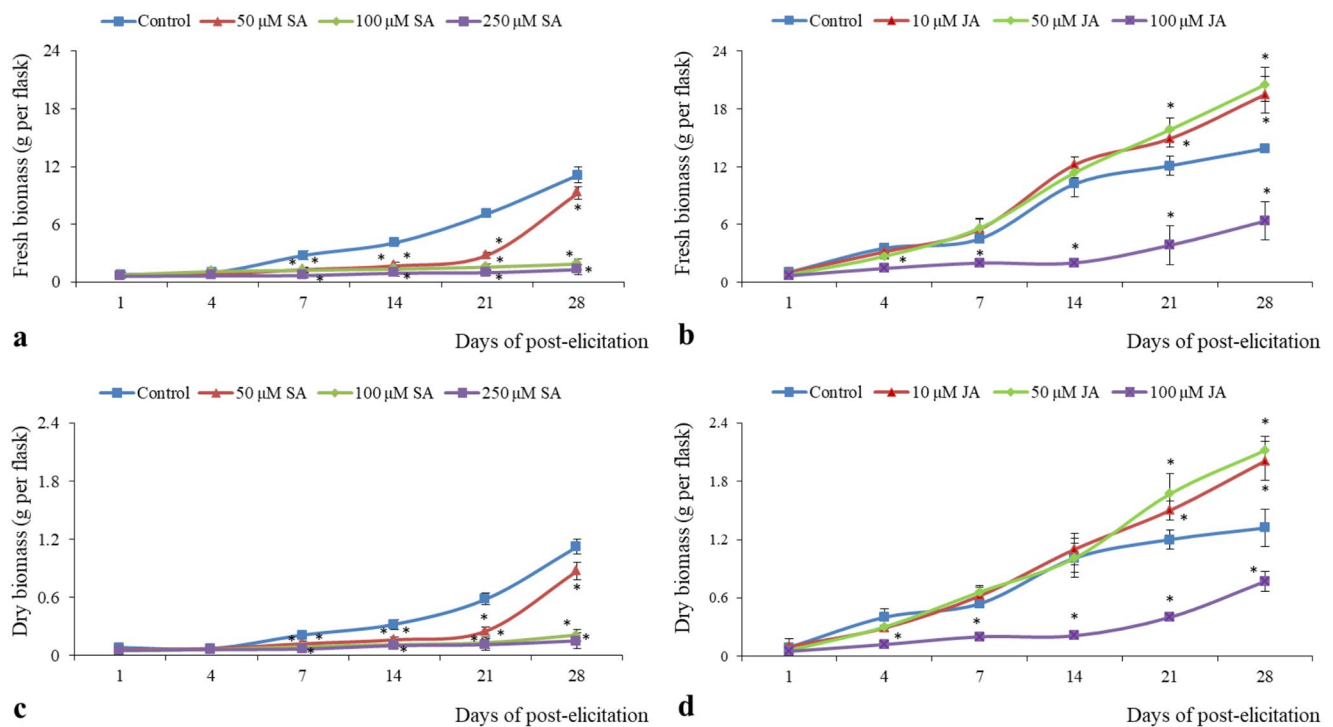 Control 50 µM SA 100 µM SA 250 µM SA
Fresh biomass (g per flask)
24
18
12
6
0
1 4 7 14 21 28
* * * * * * * * * * * *
a
Days of post-elicitation
Control 10 µM JA 50 µM JA 100 µM JA
Fresh biomass (g per flask)
24
18
12
6
0
1 4 7 14 21 28
* * * * * * * * *
b
Days of post-elicitation
Control 50 µM SA 100 µM SA 250 µM SA
Dry biomass (g per flask)
2.4
1.8
1.2
0.6
0
1 4 7 14 21 28
* * * * * * * * * * * *
c
Days of post-elicitation
Control 10 µM JA 50 µM JA 100 µM JA
Dry biomass (g per flask)
2.4
1.8
1.2
0.6
0
1 4 7 14 21 28
* * * * * * * * *
d
Days of post-elicitation